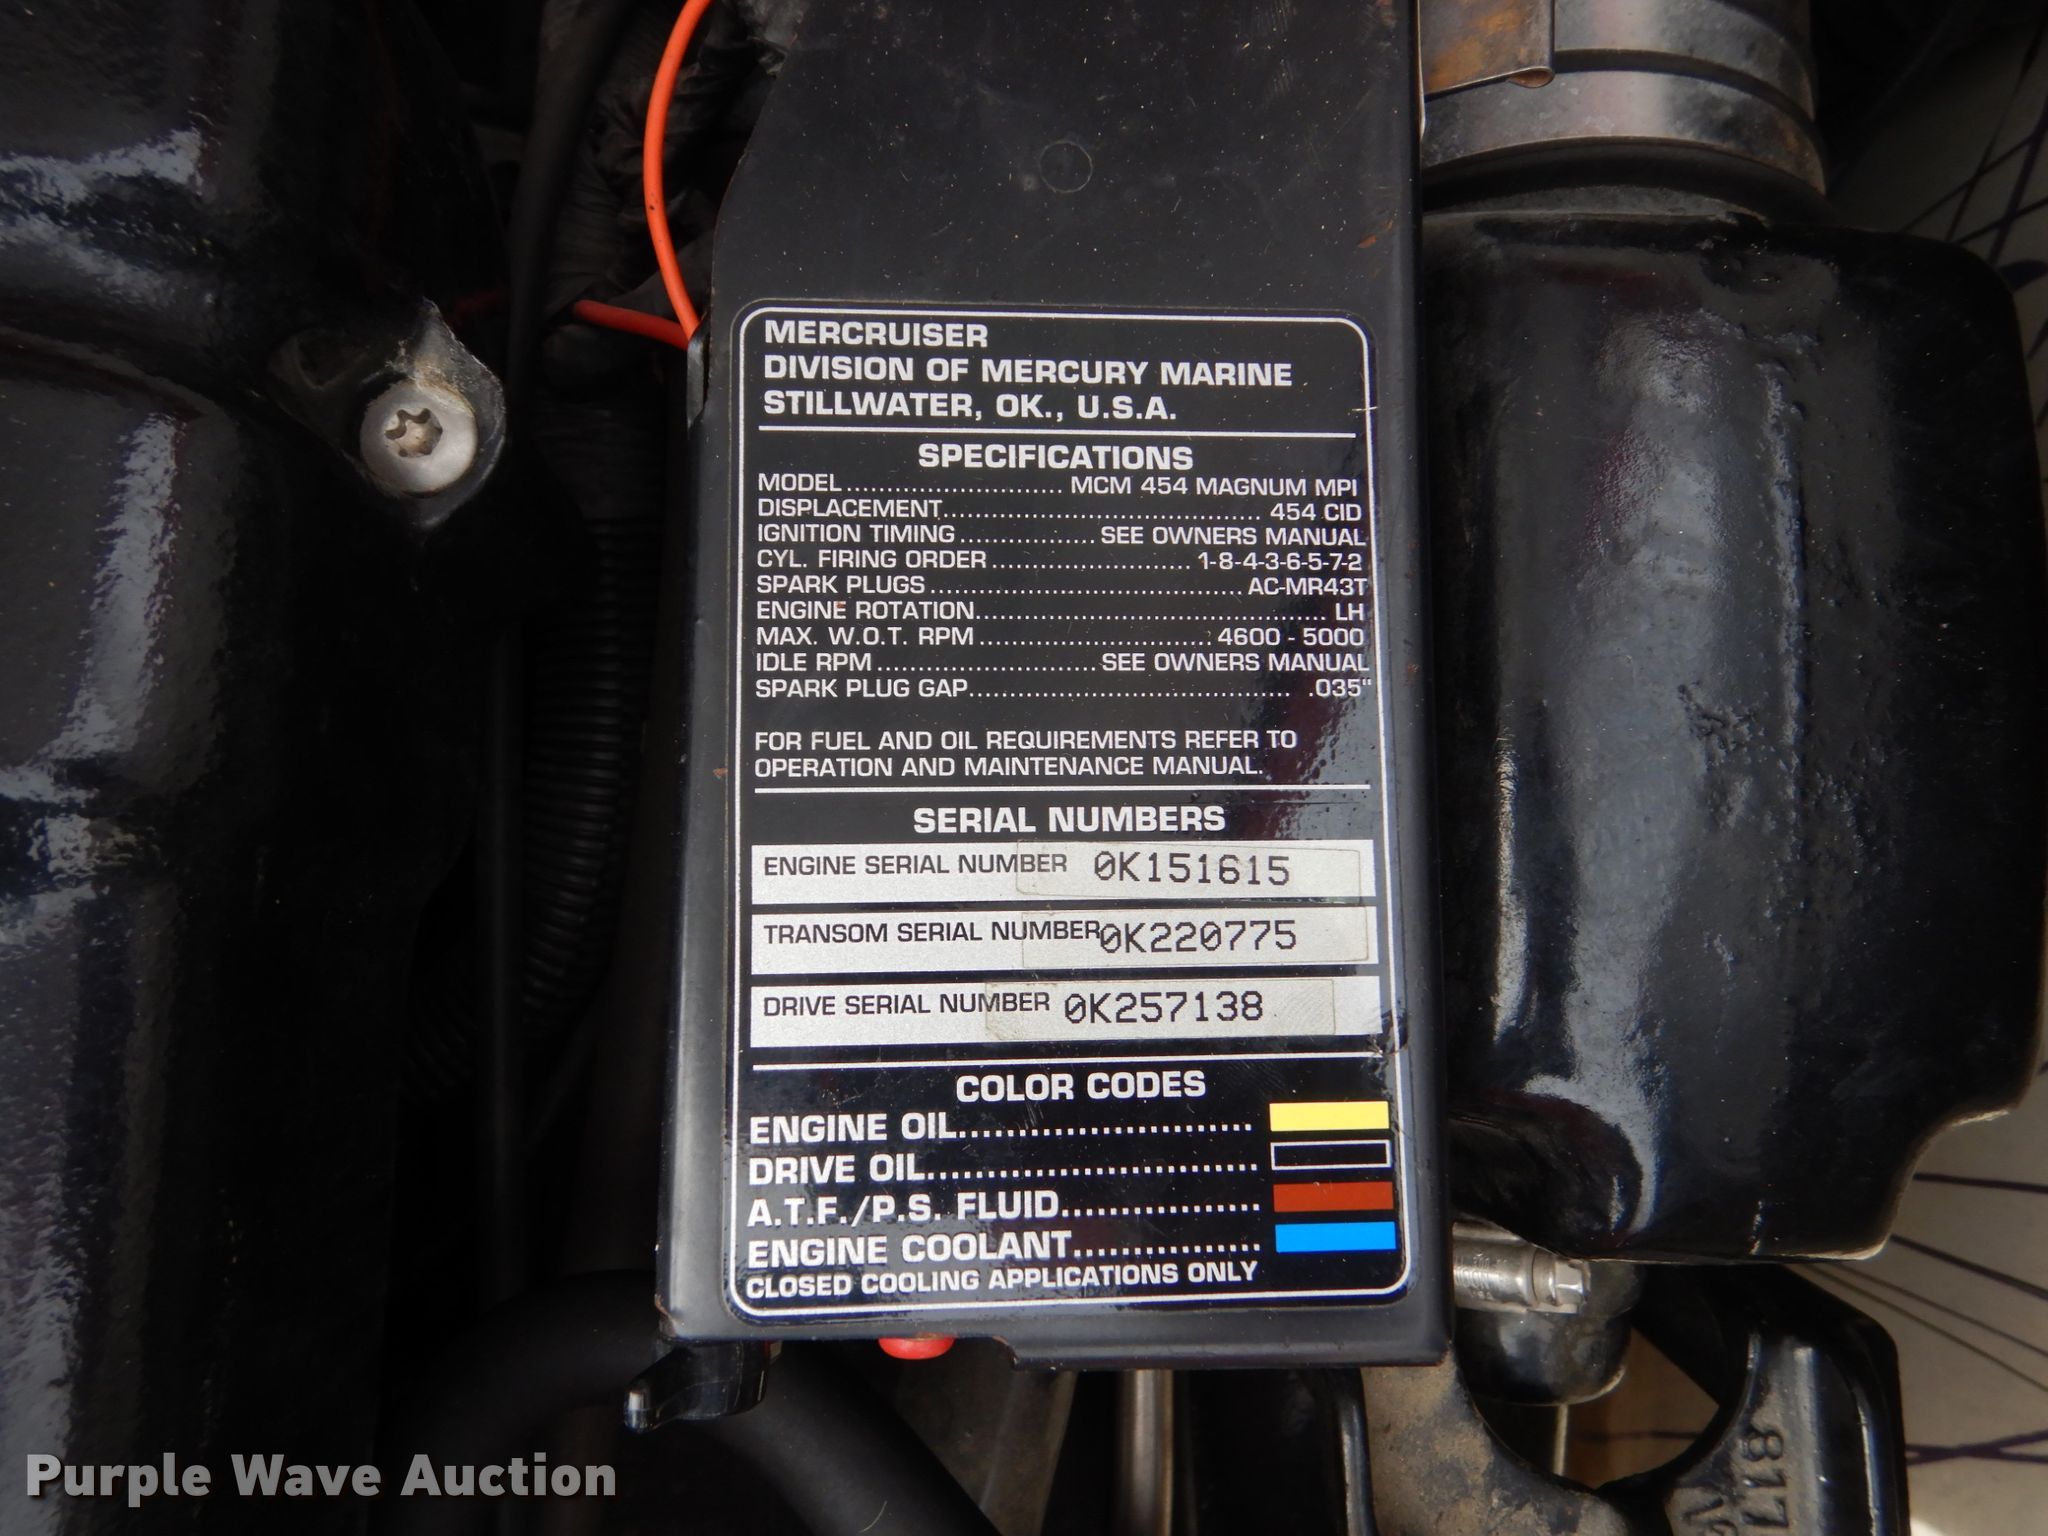 MERCRUISER
DIVISION OF MERCURY MARINE
STILLWATER, OK., U.S.A.
SPECIFICATIONS
MODEL........................... MCM 454 MAGNUM MPI
DISPLACEMENT....................................... 454 CID
IGNITION TIMING................. SEE OWNERS MANUAL
CYL. FIRING ORDER......................... 1-8-4-3-6-5-7-2
SPARK PLUGS....................................... AC-MR43T
ENGINE ROTATION........................................... LH
MAX. W.O.T. RPM............................. 4600 - 5000
IDLE RPM........................... SEE OWNERS MANUAL
SPARK PLUG GAP........................................ .035"
FOR FUEL AND OIL REQUIREMENTS REFER TO
OPERATION AND MAINTENANCE MANUAL.
SERIAL NUMBERS
ENGINE SERIAL NUMBER 0K151615
TRANSOM SERIAL NUMBER 0K220775
DRIVE SERIAL NUMBER 0K257138
COLOR CODES
ENGINE OIL...........................
DRIVE OIL..............................
A.T.F./P.S. FLUID..................
ENGINE COOLANT.................
CLOSED COOLING APPLICATIONS ONLY
817
Purple Wave Auction